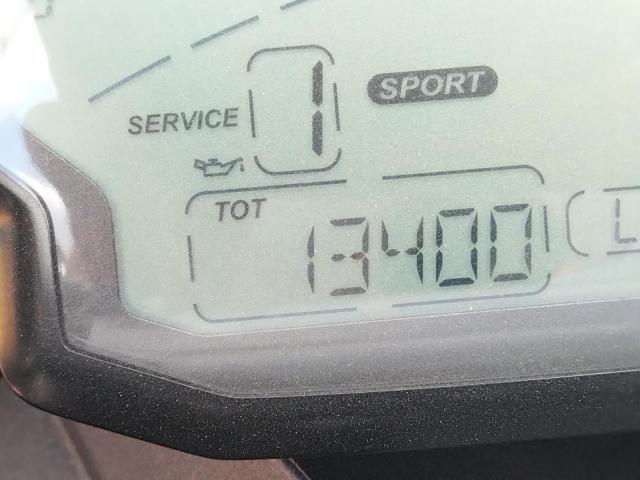 SPORT
SERVICE 1
TOT
13400
L